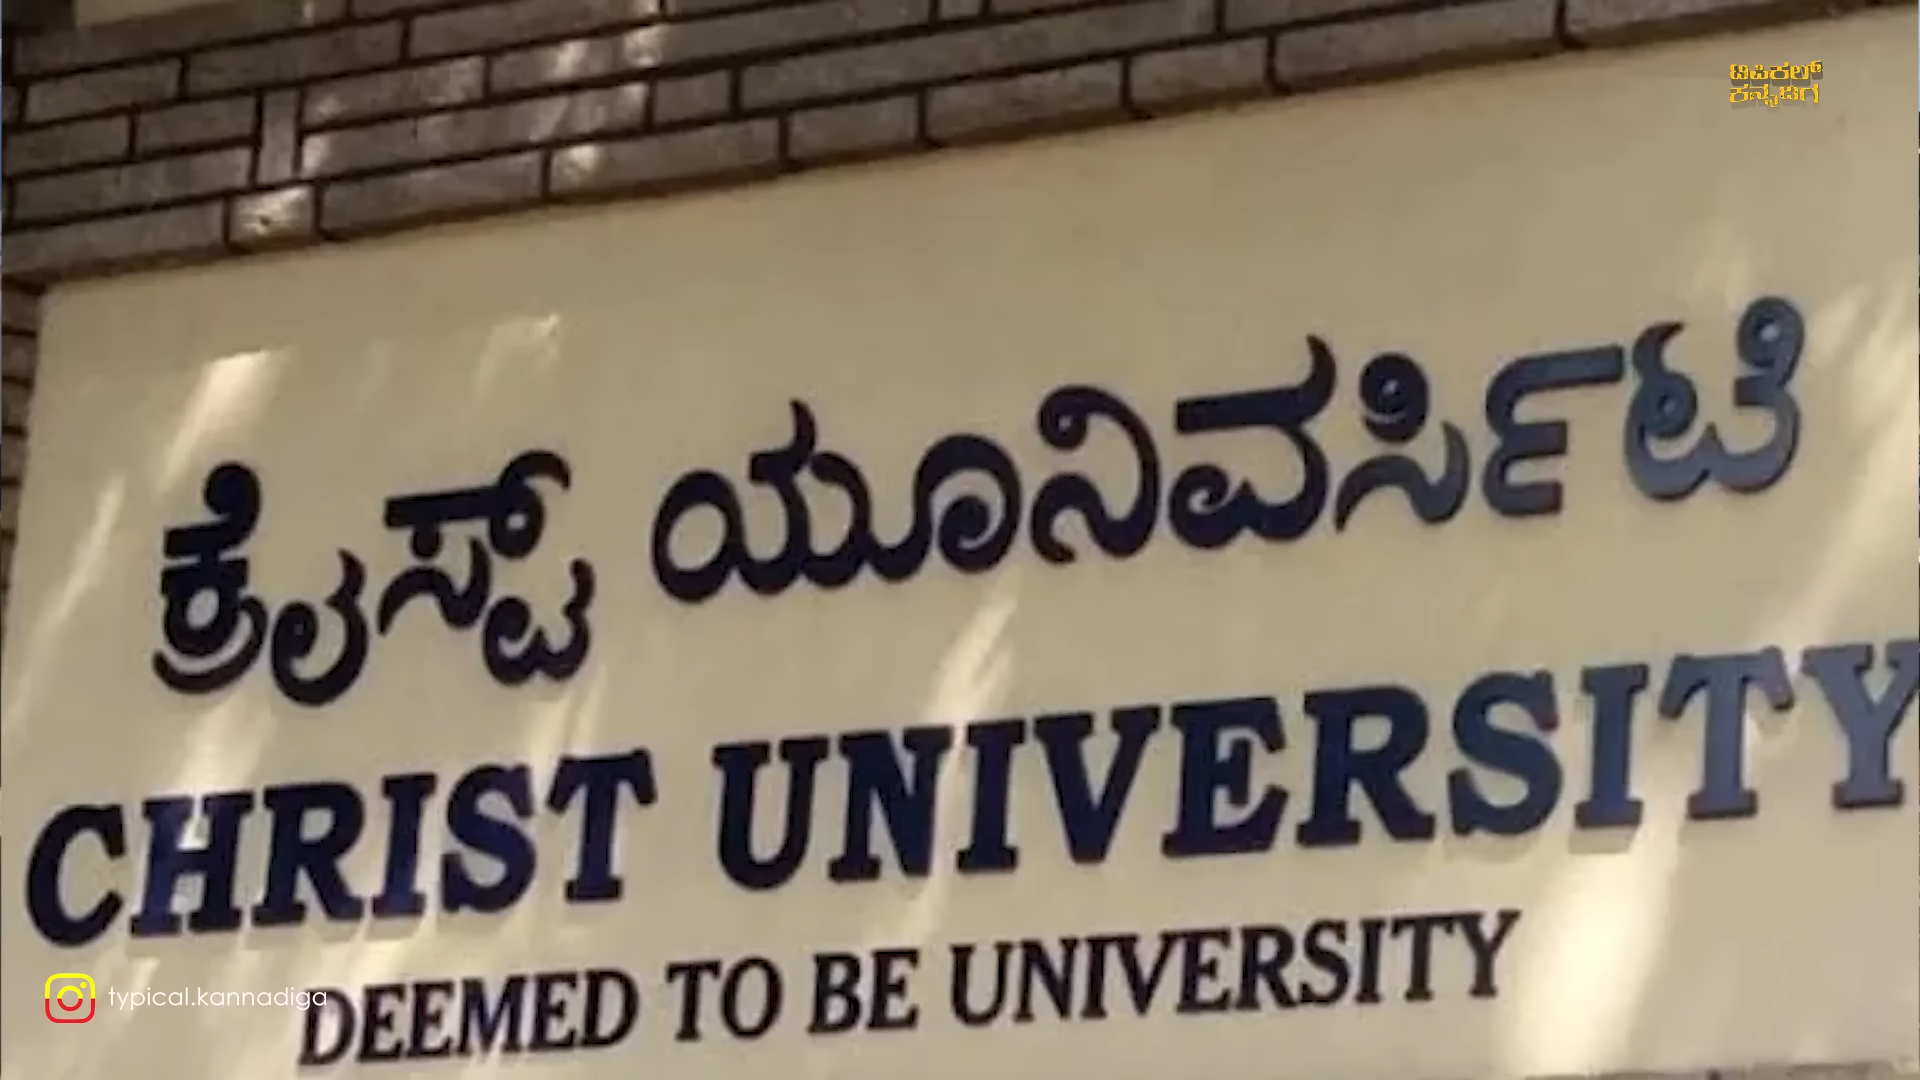 ಟಿಪಿಕಲ್
ಕನ್ನಡಿಗ
ಕ್ರೈಸ್ಟ್ ಯೂನಿವರ್ಸಿಟಿ
CHRIST UNIVERSITY
DEEMED TO BE UNIVERSITY
typical.kannadiga